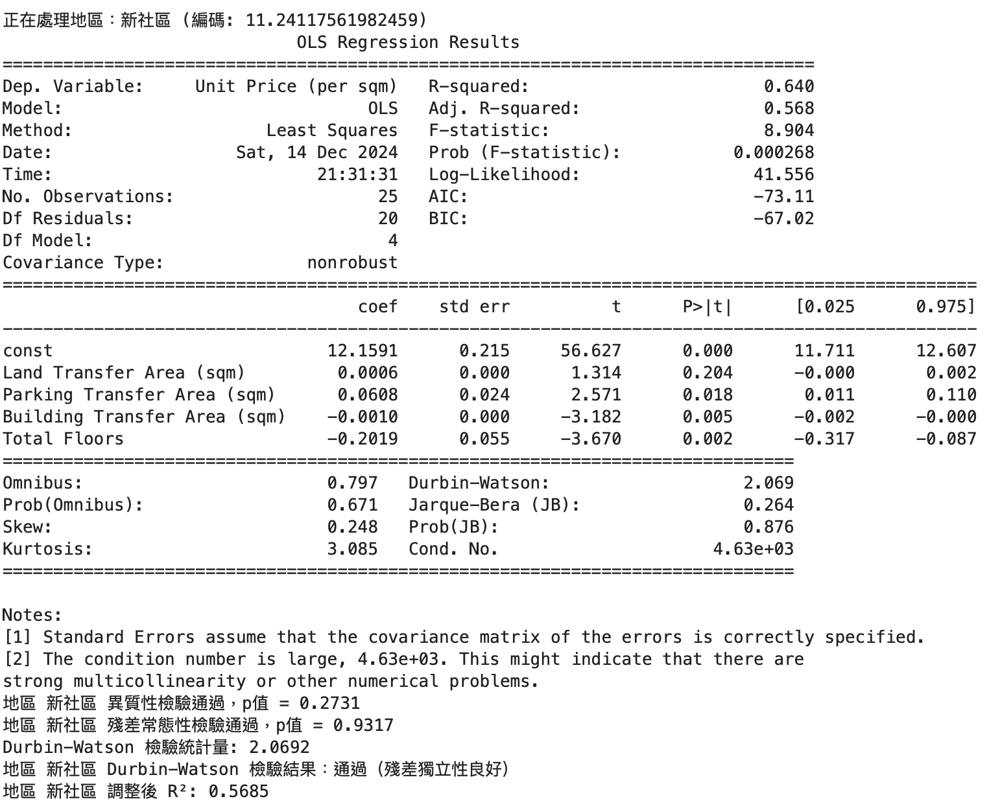 正在處理地區：新社區 (編碼: 11.24117561982459)
OLS Regression Results
==============================================================================
Dep. Variable:     Unit Price (per sqm)   R-squared:                       0.640
Model:                              OLS   Adj. R-squared:                  0.568
Method:                   Least Squares   F-statistic:                     8.904
Date:                Sat, 14 Dec 2024   Prob (F-statistic):           0.000268
Time:                          21:31:31   Log-Likelihood:                 41.556
No. Observations:                    25   AIC:                            -73.11
Df Residuals:                        20   BIC:                            -67.02
Df Model:                             4
Covariance Type:              nonrobust
================================================================================================
                                   coef    std err          t      P>|t|      [0.025      0.975]
------------------------------------------------------------------------------------------------
const                           12.1591      0.215     56.627      0.000      11.711      12.607
Land Transfer Area (sqm)         0.0006      0.000      1.314      0.204      -0.000       0.002
Parking Transfer Area (sqm)      0.0608      0.024      2.571      0.018       0.011       0.110
Building Transfer Area (sqm)    -0.0010      0.000     -3.182      0.005      -0.002      -0.000
Total Floors                    -0.2019      0.055     -3.670      0.002      -0.317      -0.087
==============================================================================
Omnibus:                        0.797   Durbin-Watson:                   2.069
Prob(Omnibus):                  0.671   Jarque-Bera (JB):                0.264
Skew:                           0.248   Prob(JB):                        0.876
Kurtosis:                       3.085   Cond. No.                     4.63e+03
==============================================================================
Notes:
[1] Standard Errors assume that the covariance matrix of the errors is correctly specified.
[2] The condition number is large, 4.63e+03. This might indicate that there are
strong multicollinearity or other numerical problems.
地區 新社區 異質性檢驗通過，p值 = 0.2731
地區 新社區 殘差常態性檢驗通過，p值 = 0.9317
Durbin-Watson 檢驗統計量: 2.0692
地區 新社區 Durbin-Watson 檢驗結果：通過（殘差獨立性良好）
地區 新社區 調整後 R²: 0.5685